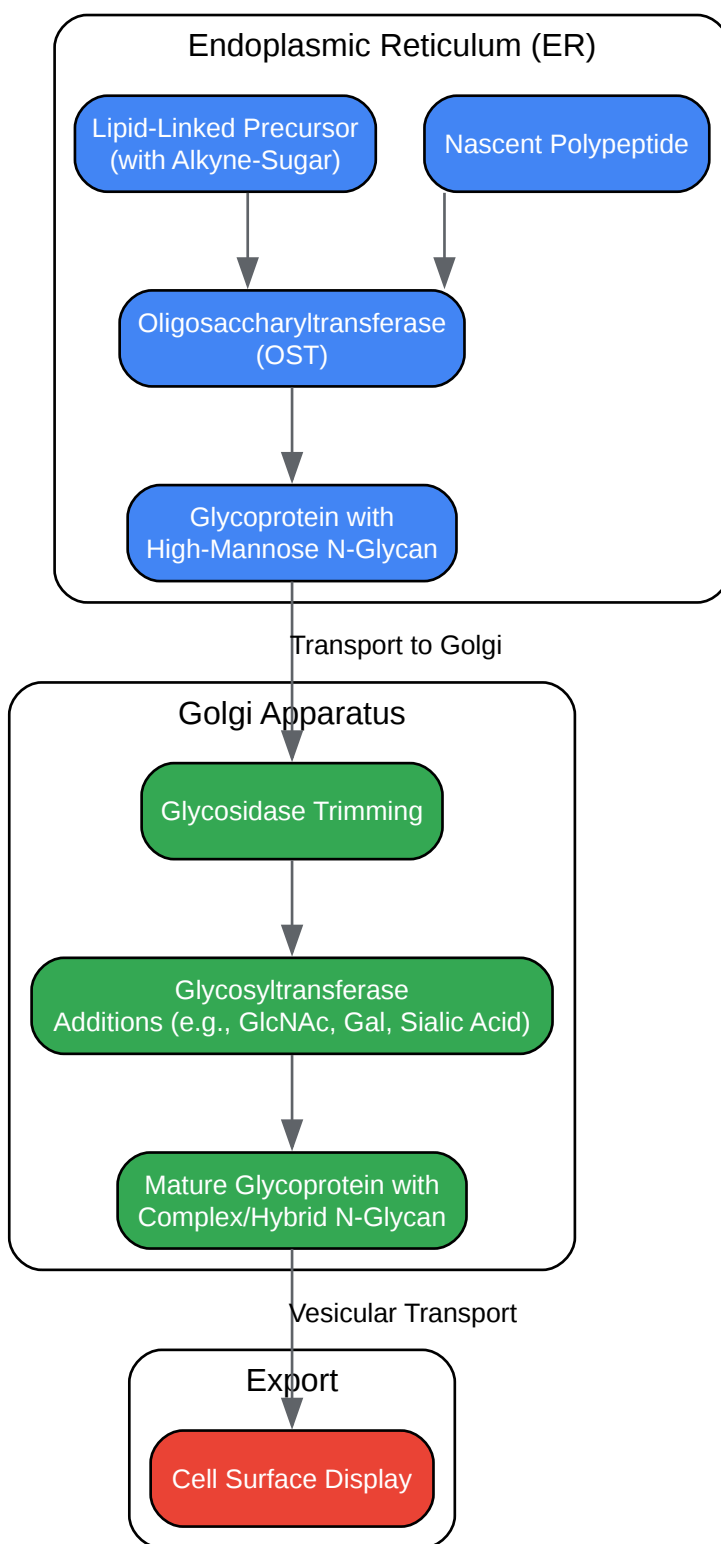 Endoplasmic Reticulum (ER)
Lipid-Linked Precursor
(with Alkyne-Sugar)
Nascent Polypeptide
Oligosaccharyltransferase
(OST)
Glycoprotein with
High-Mannose N-Glycan
Transport to Golgi
Golgi Apparatus
Glycosidase Trimming
Glycosyltransferase
Additions (e.g., GlcNAc, Gal, Sialic Acid)
Mature Glycoprotein with
Complex/Hybrid N-Glycan
Vesicular Transport
Export
Cell Surface Display